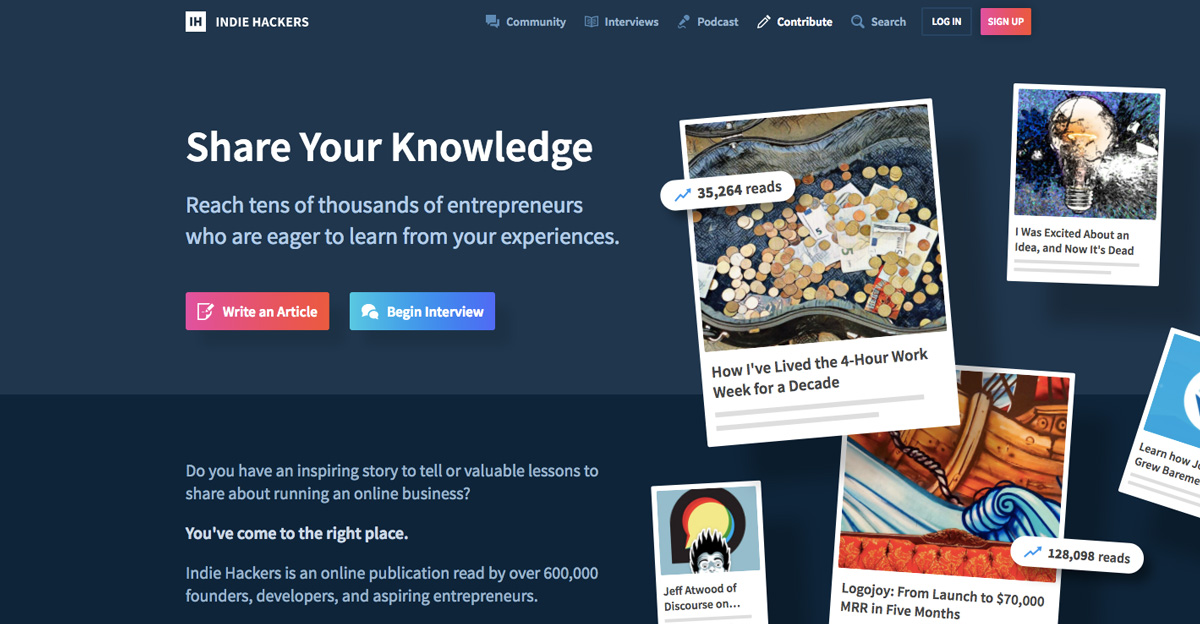 IH INDIE HACKERS
Community
Interviews
Podcast
Contribute
Search
LOG IN
SIGN UP
Share Your Knowledge
Reach tens of thousands of entrepreneurs
who are eager to learn from your experiences.
Write an Article
Begin Interview
35,264 reads
5
How I've Lived the 4-Hour Work
Week for a Decade
I Was Excited About an
Idea, and Now It's Dead
Do you have an inspiring story to tell or valuable lessons to
share about running an online business?
You've come to the right place.
Indie Hackers is an online publication read by over 600,000
founders, developers, and aspiring entrepreneurs.
Jeff Atwood of
Discourse on...
128,098 reads
Logojoy: From Launch to $70,000
MRR in Five Months
Learn how
Grew